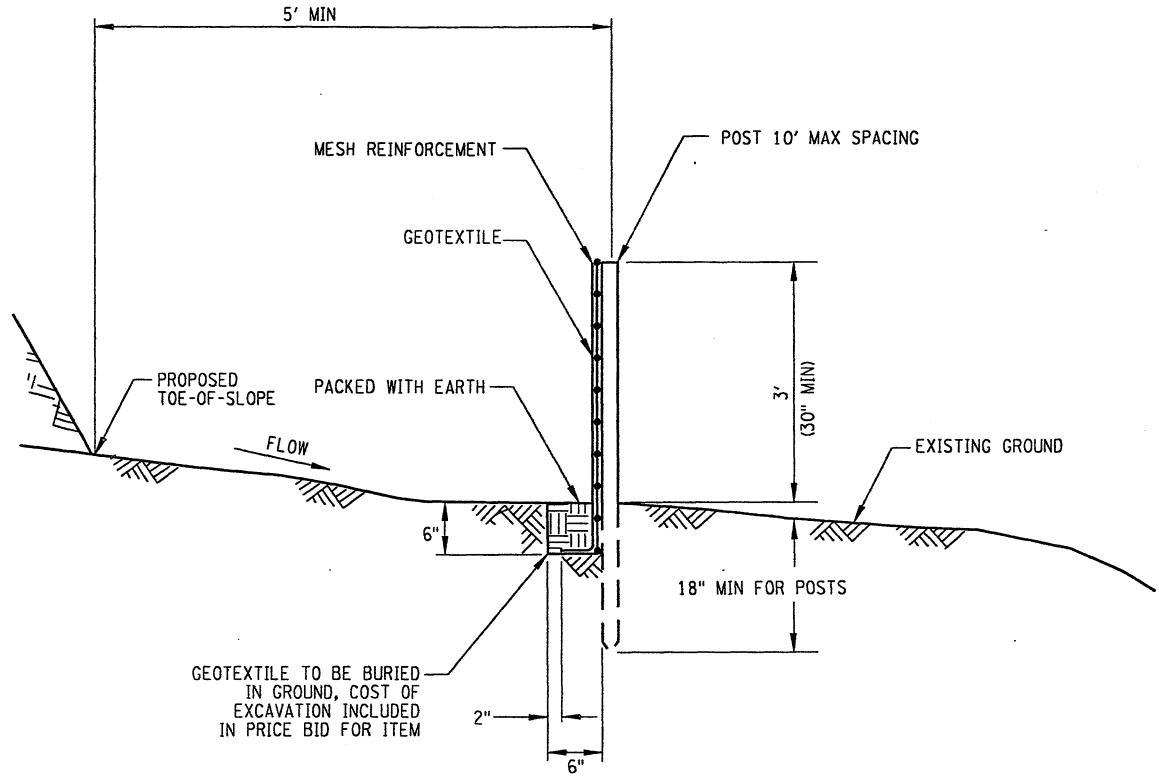 5' MIN
MESH REINFORCEMENT
POST 10' MAX SPACING
GEOTEXTILE
PROPOSED
TOE-OF-SLOPE
PACKED WITH EARTH
3'
(30" MIN)
FLOW
EXISTING GROUND
6"
18" MIN FOR POSTS
GEOTEXTILE TO BE BURIED
IN GROUND, COST OF
EXCAVATION INCLUDED
IN PRICE BID FOR ITEM
2"
6"